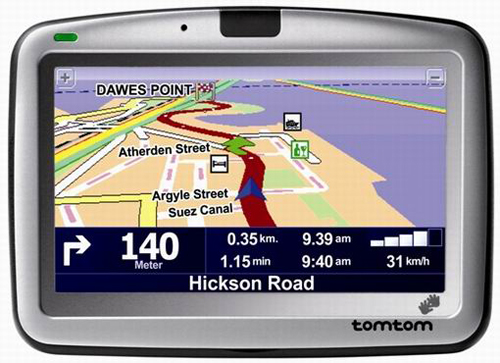 DAWES POINT
Atherden Street
Argyle Street
Suez Canal
140
Meter
0.35 km.
9.39 am
1.15 min
9:40 am
31 km/h
Hickson Road
tomtom